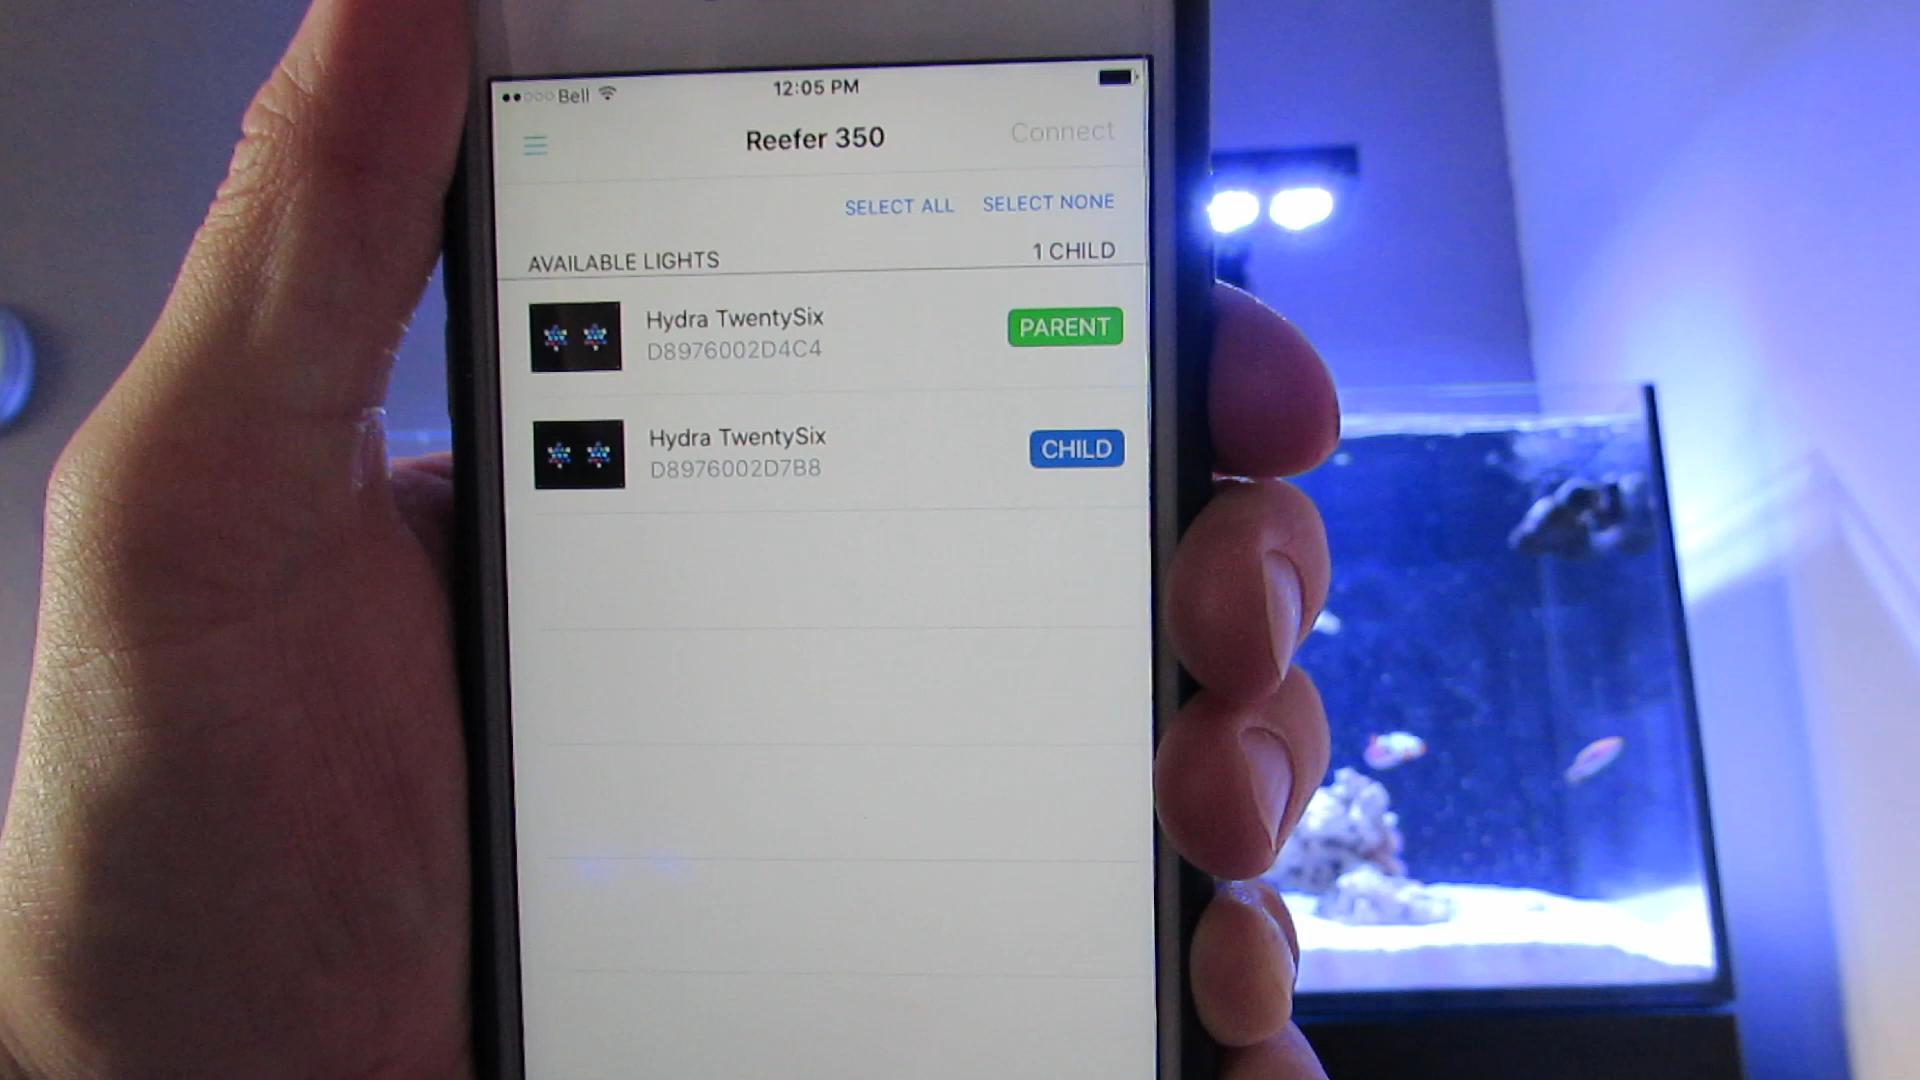 Bell 12:05 PM
Reefer 350 Connect
SELECT ALL SELECT NONE
AVAILABLE LIGHTS 1 CHILD
Hydra TwentySix PARENT
D8976002D4C4
Hydra TwentySix CHILD
D8976002D7B8